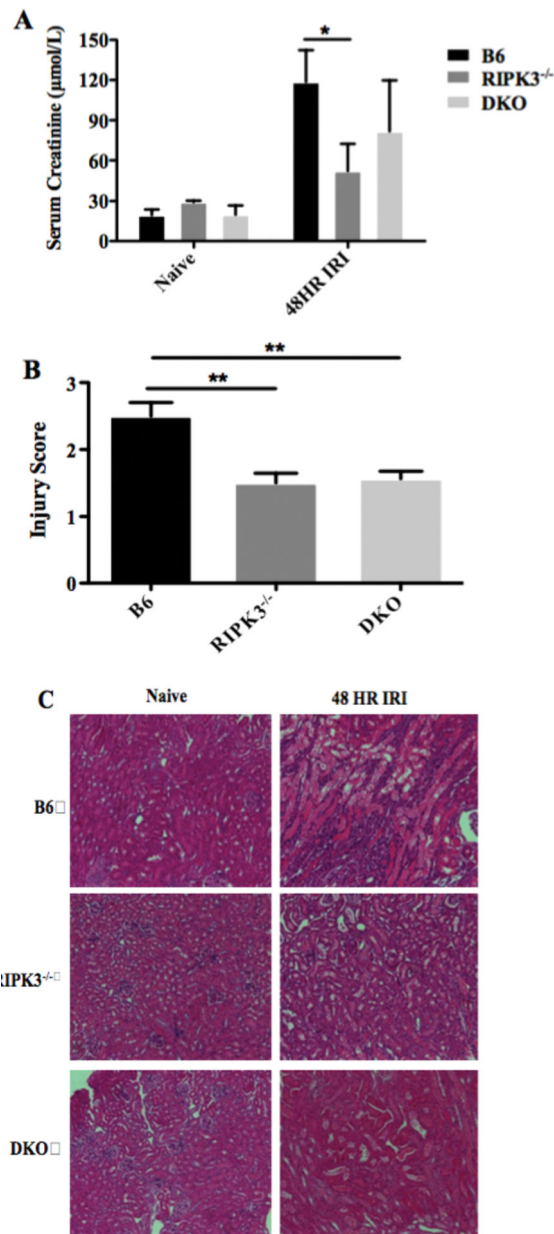 A
Serum Creatinine (μmol/L)
150
120
90
60
30
0
*
Naive
48HR IRI
B6
RIPK3-/-
DKO
B
Injury Score
3
2
1
0
**
**
B6
RIPK3-/-
DKO
C
Naive
48 HR IRI
B6□
RIPK3-/-□
DKO□